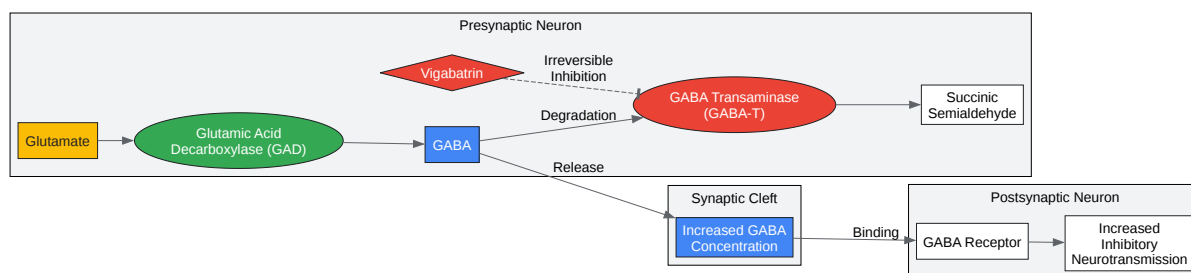 Presynaptic Neuron
Vigabatrin
Irreversible
Inhibition
GABA Transaminase
(GABA-T)
Succinic
Semialdehyde
Degradation
Glutamate
Glutamic Acid
Decarboxylase (GAD)
GABA
Release
Synaptic Cleft
Increased GABA
Concentration
Binding
Postsynaptic Neuron
GABA Receptor
Increased
Inhibitory
Neurotransmission